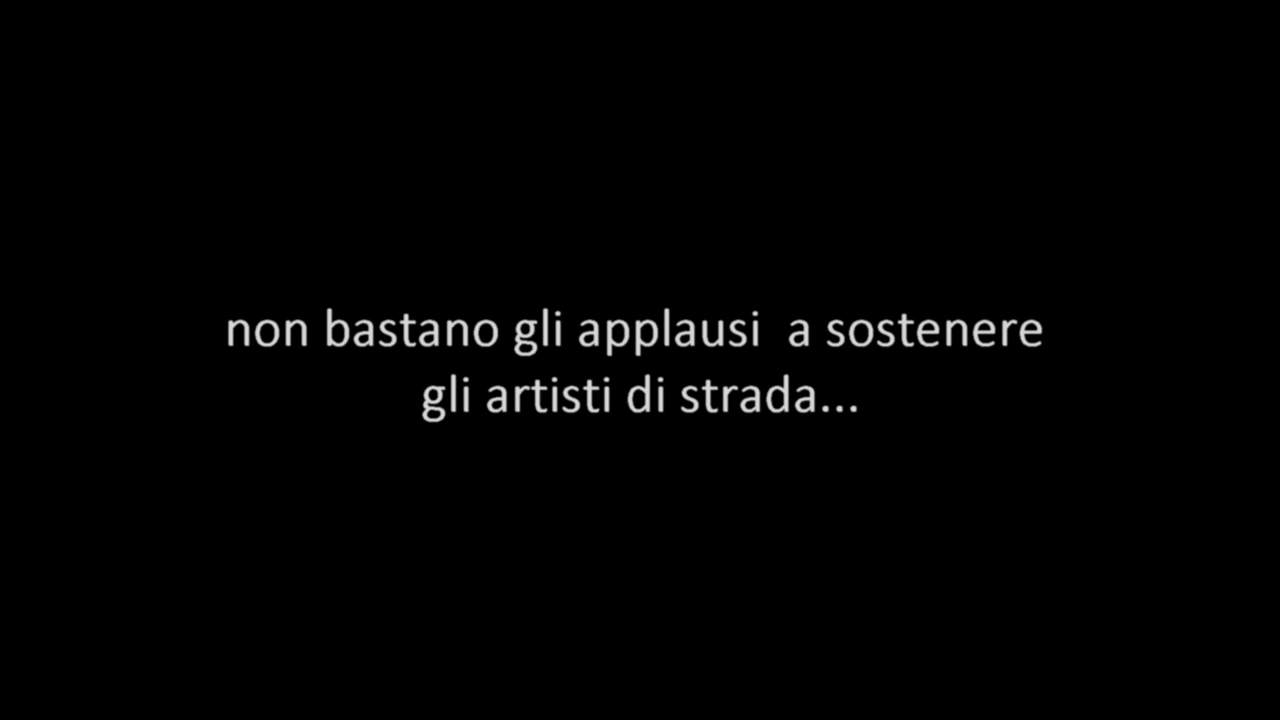 non bastano gli applausi  a sostenere
gli artisti di strada...